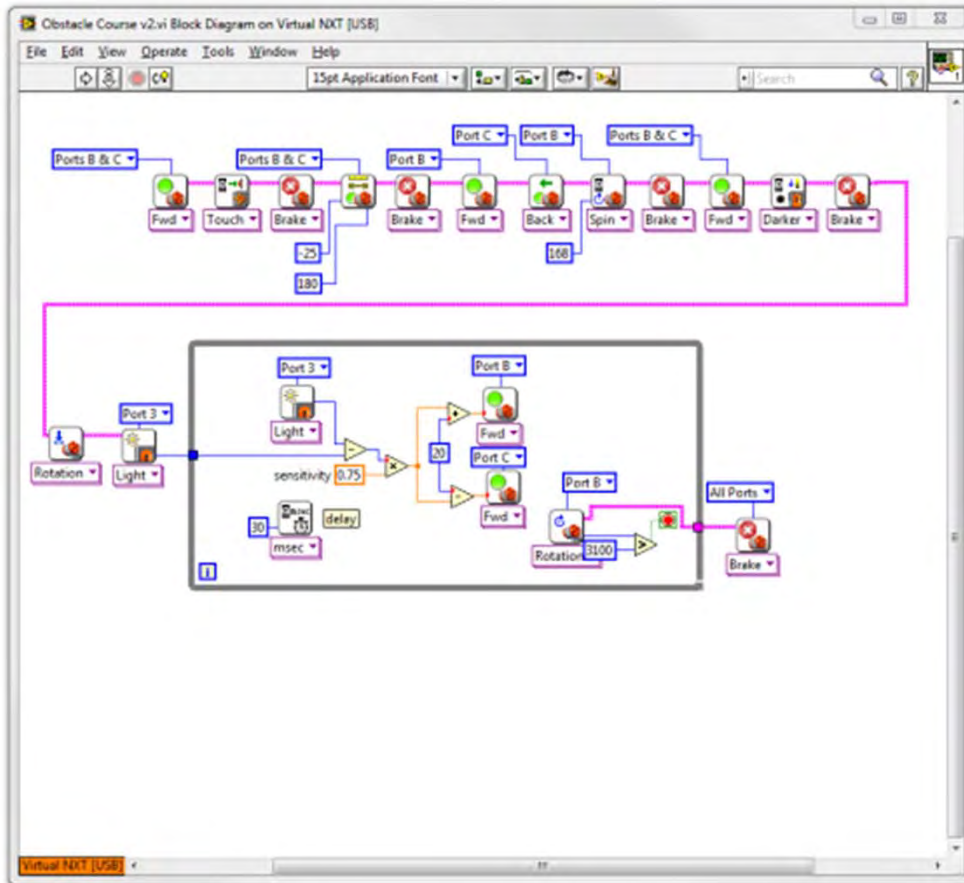 Obstacle Course v2.vi Block Diagram on Virtual NXT [USB]
File Edit View Operate Tools Window Help
15pt Application Font
Search
Port C Port B
Ports B & C Ports B & C Port B Ports B & C
Fwd Touch Brake Brake Fwd Back Spin Brake Fwd Darker Brake
-25 168
180
Port 3 Port B
Port 3 Light Fwd
Rotation Light 20 Port C
sensitivity 0.75 Fwd
Port B All Ports
30 delay
msec Rotation 3100 Brake
i
Virtual NXT [USB]